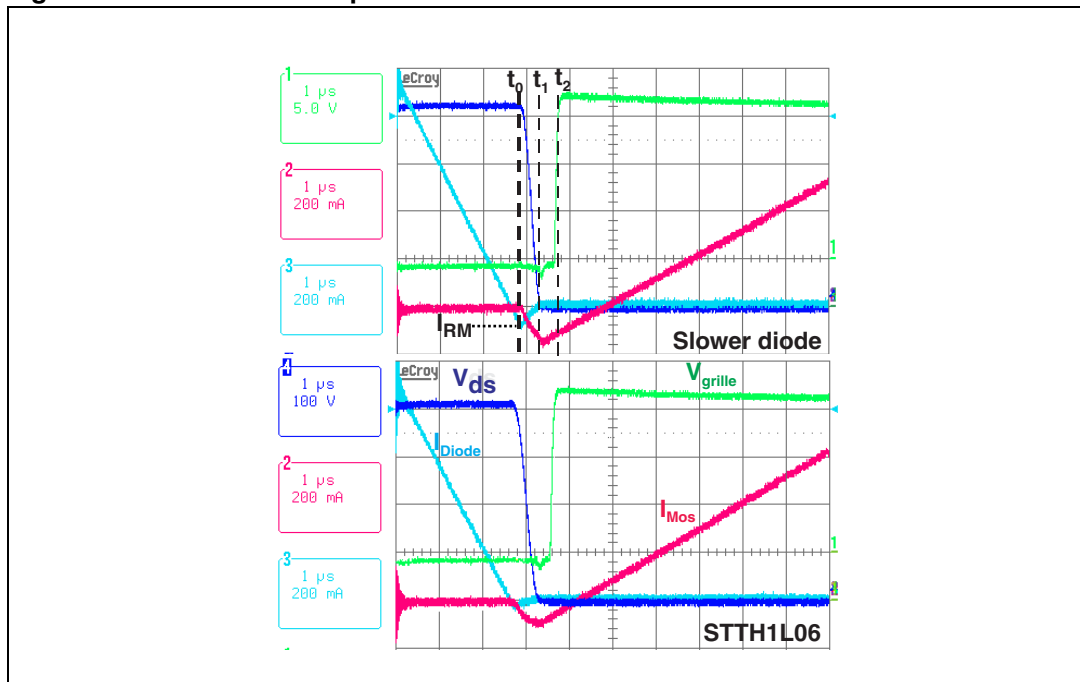 1
1 µs
5.0 V
2
1 µs
200 mA
3
1 µs
200 mA
LeCroy
t0 t1 t2
1
IRM
Slower diode
1 µs
100 V
2
1 µs
200 mA
3
1 µs
200 mA
LeCroy
Vds
Vgrille
IDiode
IMos
1
STTH1L06